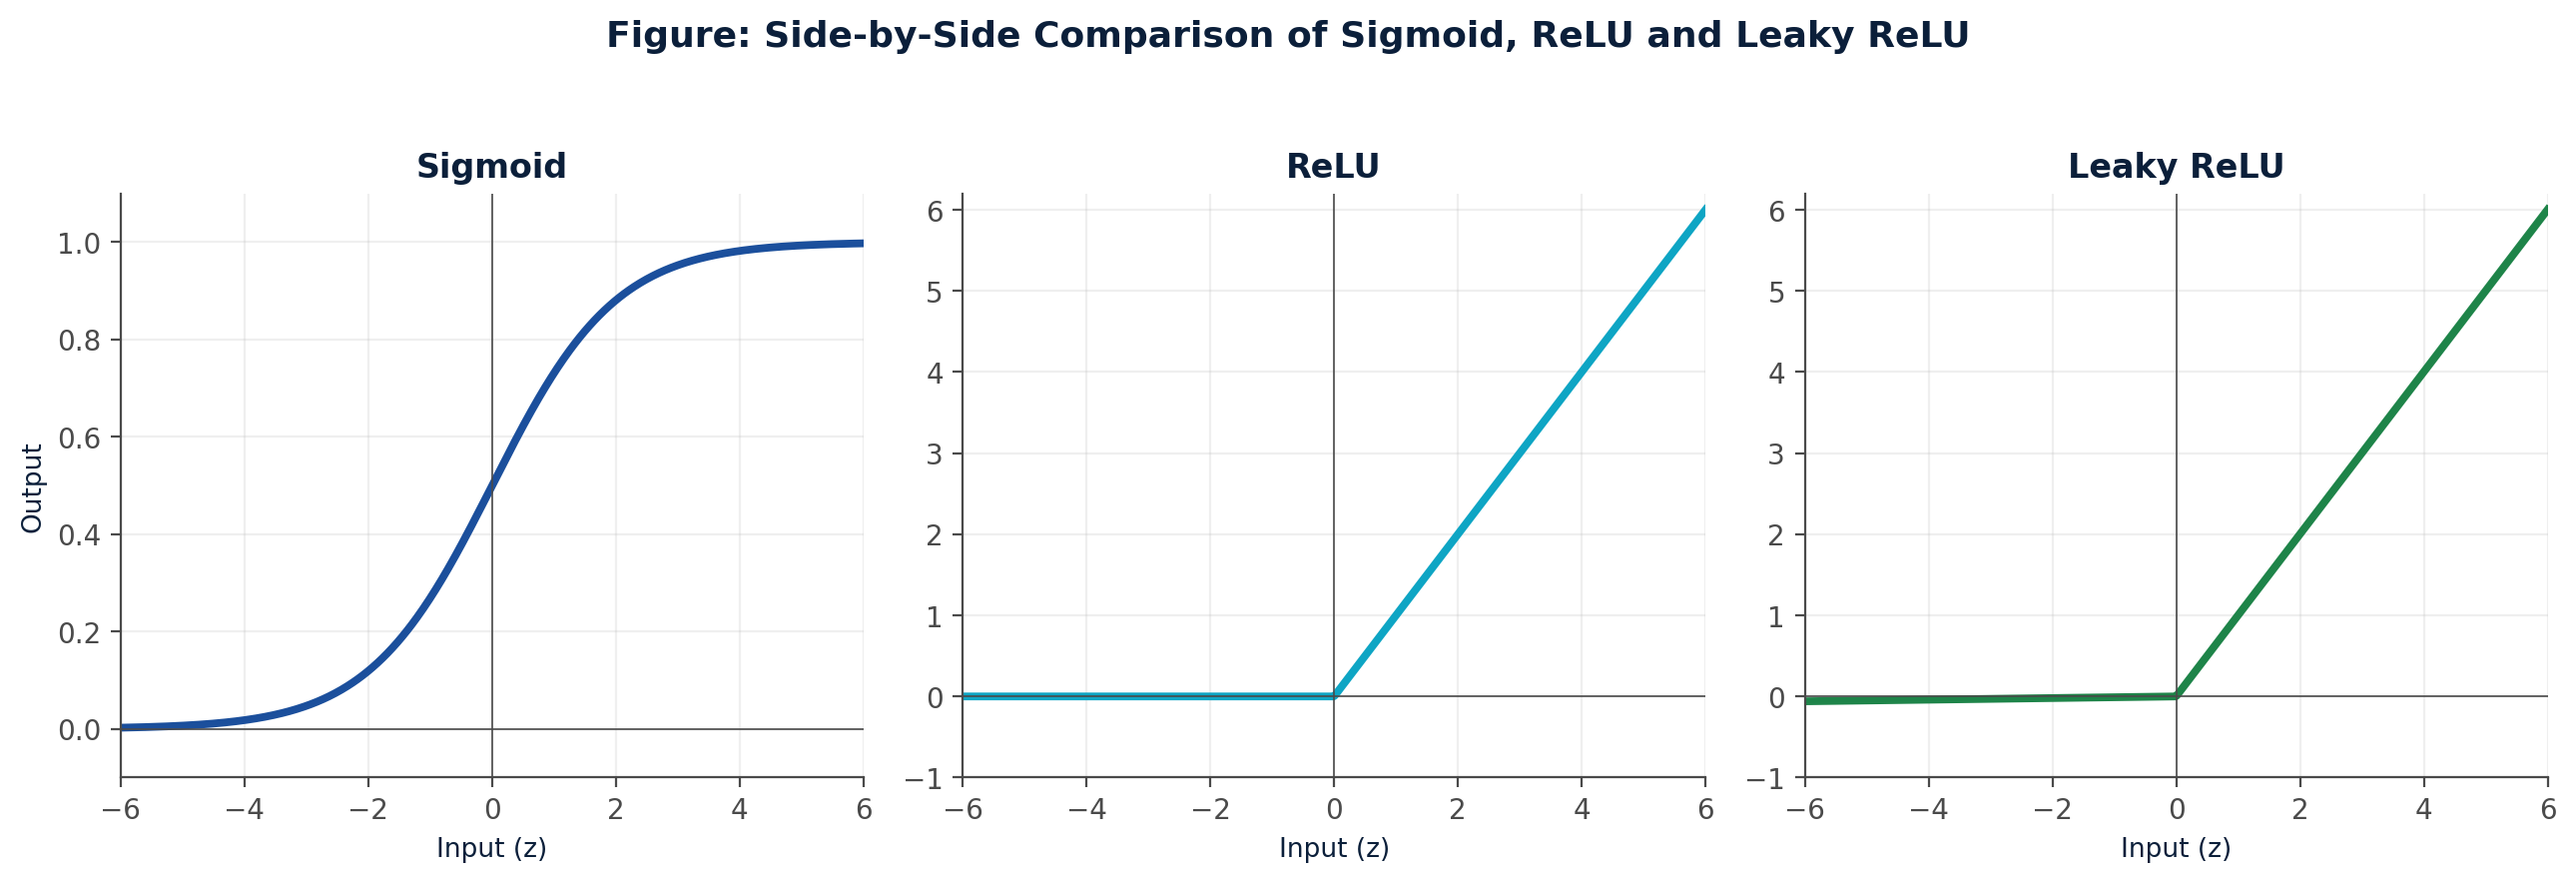 Figure: Side-by-Side Comparison of Sigmoid, ReLU and Leaky ReLU
Sigmoid
Output
1.0
0.8
0.6
0.4
0.2
0.0
−6 −4 −2 0 2 4 6
Input (z)
ReLU
6
5
4
3
2
1
0
−1
−6 −4 −2 0 2 4 6
Input (z)
Leaky ReLU
6
5
4
3
2
1
0
−1
−6 −4 −2 0 2 4 6
Input (z)